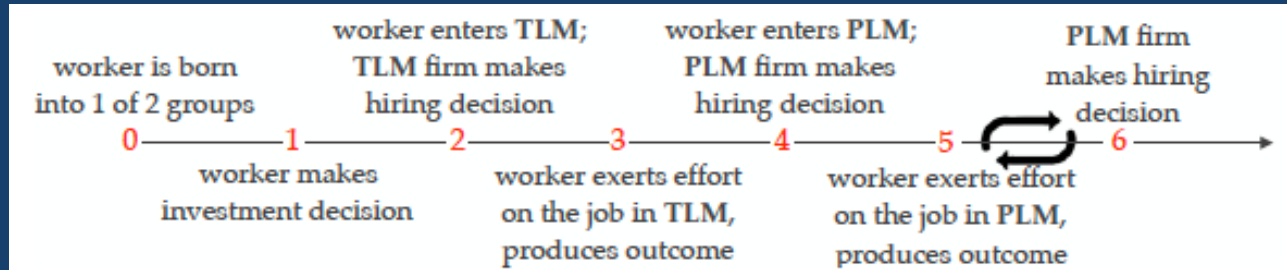 worker is born
into 1 of 2 groups
worker enters TLM;
TLM firm makes
hiring decision
worker enters PLM;
PLM firm makes
hiring decision
PLM firm
makes hiring
decision
0
1
2
3
4
5
6
worker makes
investment decision
worker exerts effort
on the job in TLM,
produces outcome
worker exerts effort
on the job in PLM,
produces outcome